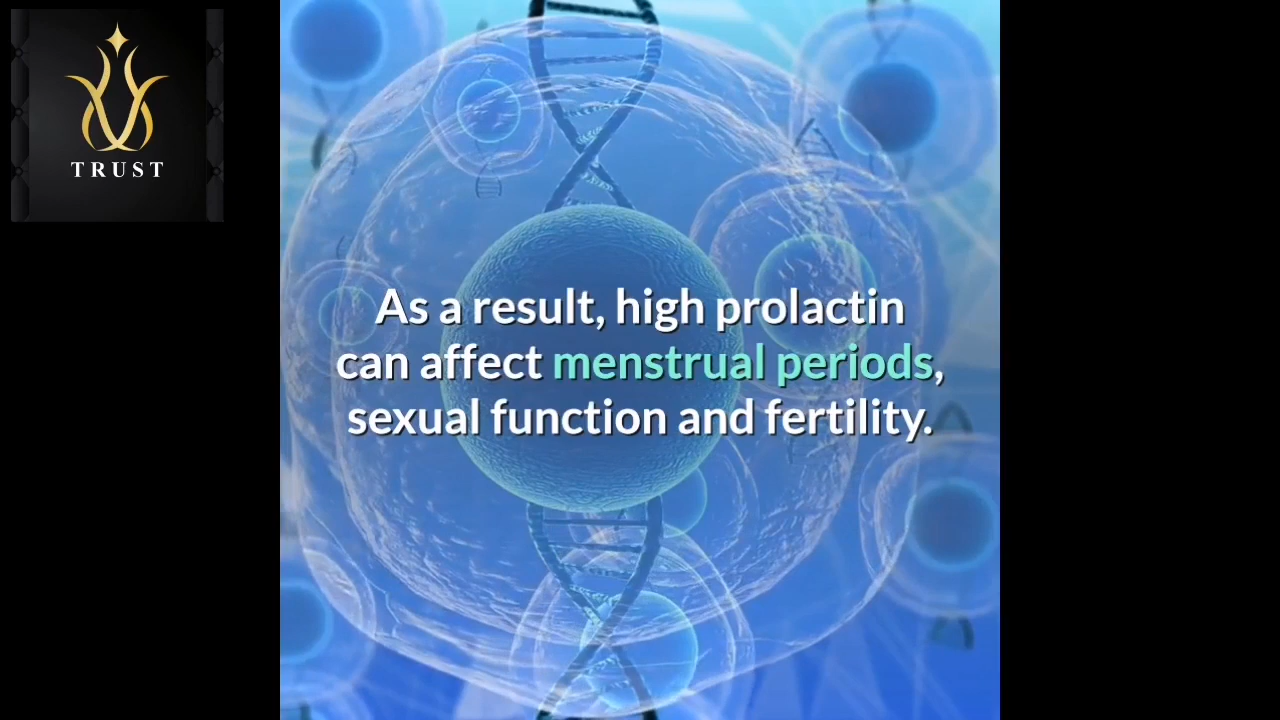 TRUST
As a result, high prolactin
can affect menstrual periods,
sexual function and fertility.